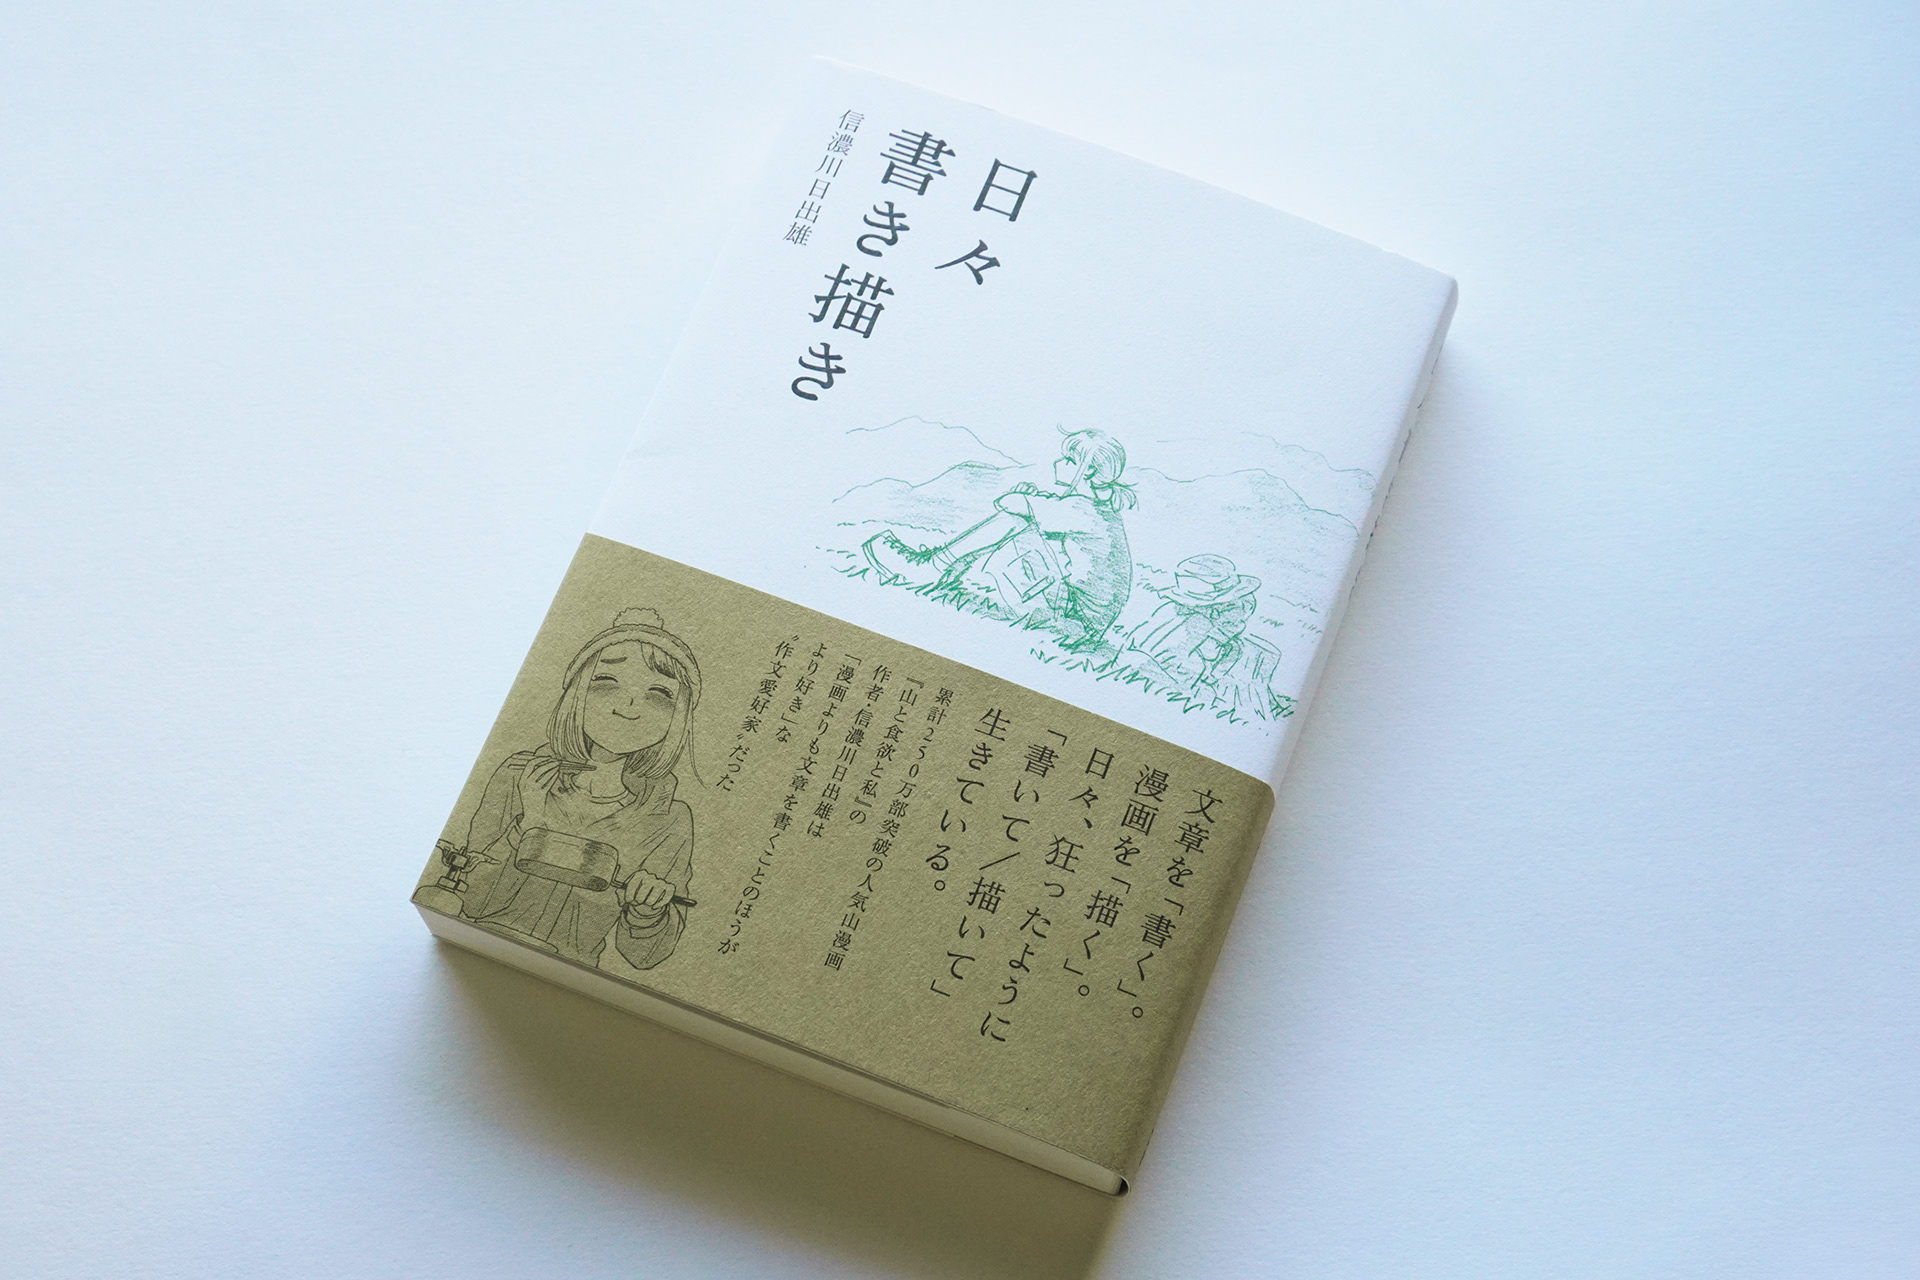 日々
書き描き
信濃川日出雄
文章を「書く」。
漫画を「描く」。
日々、狂ったように
「書いて/描いて」
生きている。
累計250万部突破の人気山漫画
『山と食欲と私』の
作者・信濃川日出雄は
「漫画よりも文章を書くことのほうが
より好き」な
“作文愛好家”だった